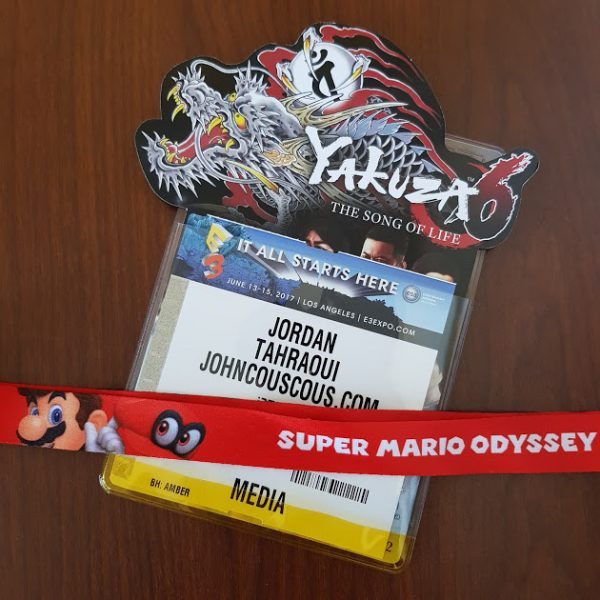 YAKUZA 6
THE SONG OF LIFE
E3
IT ALL STARTS HERE
JUNE 13-15, 2017 | LOS ANGELES | E3EXPO.COM
JORDAN
TAHRAOUI
JOHNCOUSCOUS.COM
SUPER MARIO ODYSSEY
BH: AMBER
MEDIA
2